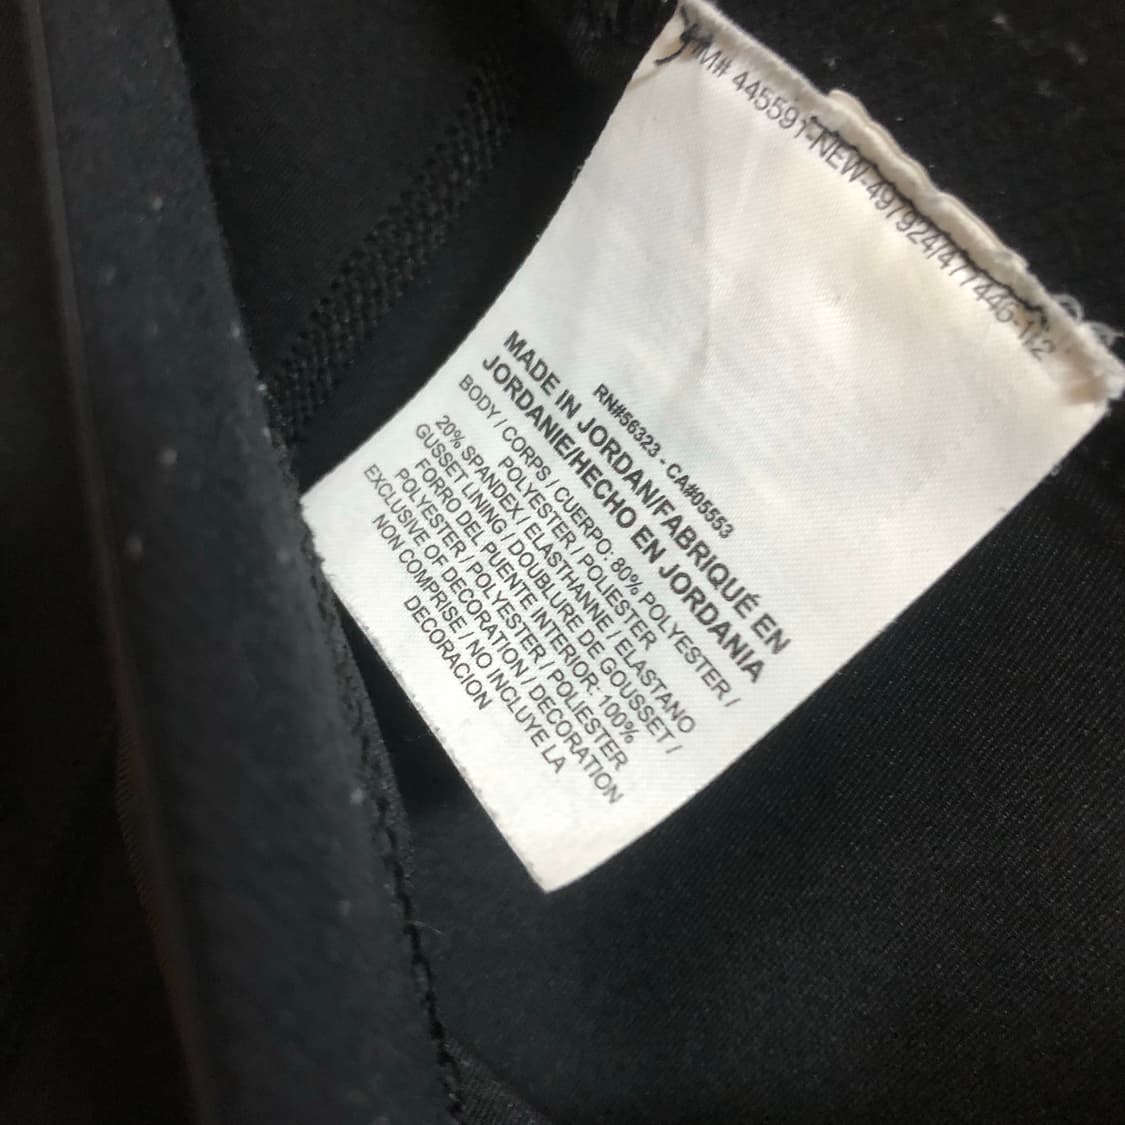 IM# 445591-NEW-497924/477446-112
RN#56323 - CA#05553
MADE IN JORDAN/FABRIQUÉ EN
JORDANIE/HECHO EN JORDANIA
BODY / CORPS / CUERPO: 80% POLYESTER /
POLYESTER / POLIESTER
20% SPANDEX / ELASTHANNE / ELASTANO
GUSSET LINING / DOUBLURE DE GOUSSET /
FORRO DEL PUENTE INTERIOR: 100%
POLYESTER / POLYESTER / POLIESTER
EXCLUSIVE OF DECORATION / DECORATION
NON COMPRISE / NO INCLUYE LA
DECORACION